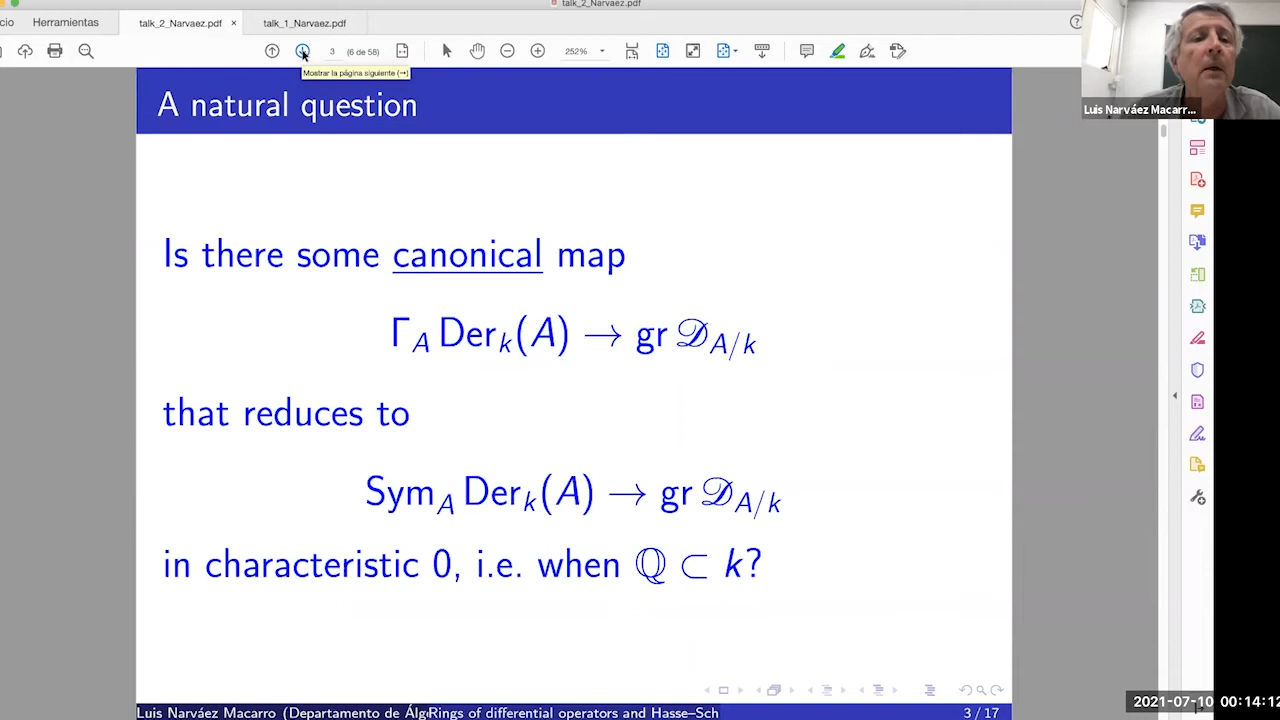 talk_2_Narvaez.pdf
cio Herramientas talk_2_Narvaez.pdf × talk_1_Narvaez.pdf
3 (6 de 58) 252%
Mostrar la página siguiente (→)
Luis Narváez Macarr...
A natural question
Is there some canonical map
Γ_A Der_k(A) → gr 𝒟_{A/k}
that reduces to
Sym_A Der_k(A) → gr 𝒟_{A/k}
in characteristic 0, i.e. when ℚ ⊂ k?
Luis Narváez Macarro (Departamento de Álg Rings of differential operators and Hasse–Sch 3 / 17
2021-07-10 00:14:12